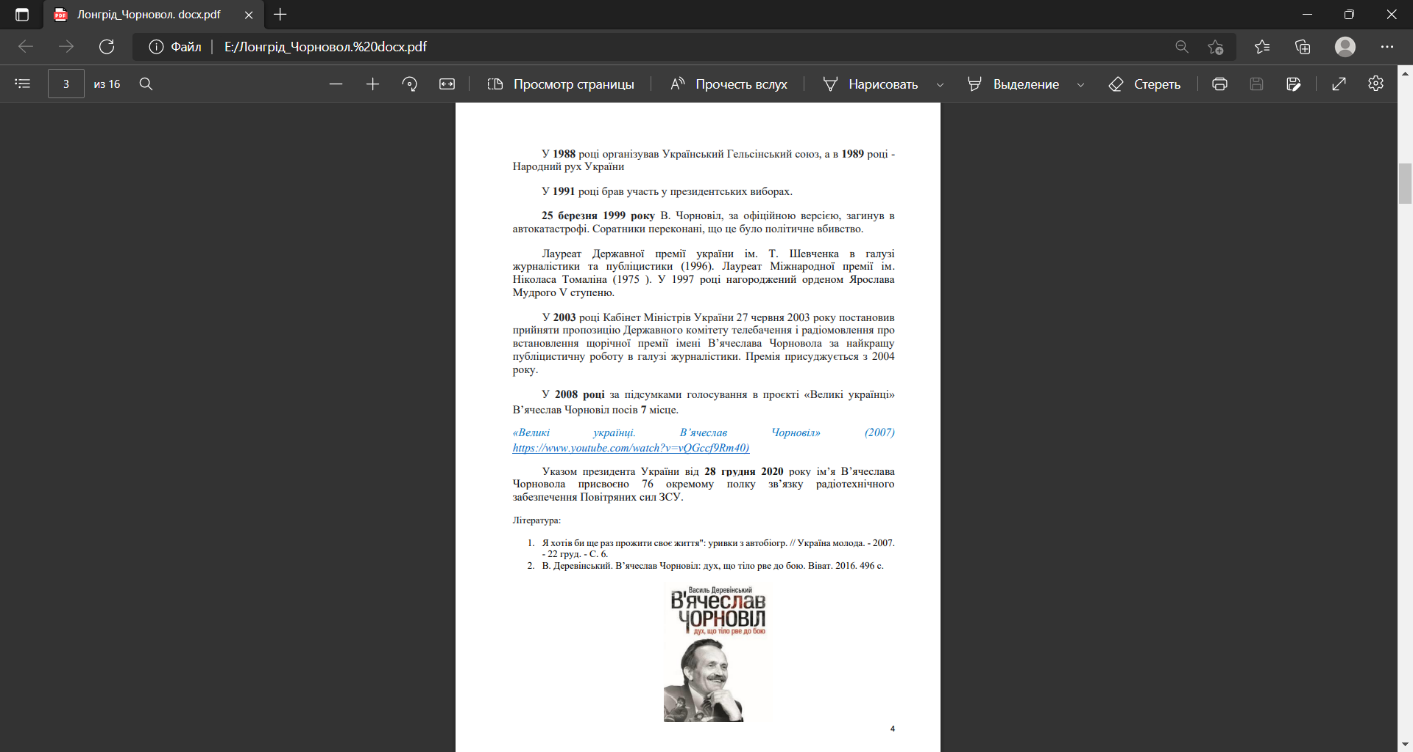 Лонгрід_Чорновол. docx.pdf
Файл
E:/Лонгрід_Чорновол.%20docx.pdf
3
из 16
Просмотр страницы
Прочесть вслух
Нарисовать
Выделение
Стереть
У 1988 році організував Український Гельсінський союз, а в 1989 році -
Народний рух України
У 1991 році брав участь у президентських виборах.
25 березня 1999 року В. Чорновіл, за офіційною версією, загинув в
автокатастрофі. Соратники переконані, що це було політичне вбивство.
Лауреат Державної премії україни ім. Т. Шевченка в галузі
журналістики та публіцистики (1996). Лауреат Міжнародної премії ім.
Ніколаса Томаліна (1975 ). У 1997 році нагороджений орденом Ярослава
Мудрого V ступеню.
У 2003 році Кабінет Міністрів України 27 червня 2003 року постановив
прийняти пропозицію Державного комітету телебачення і радіомовлення про
встановлення щорічної премії імені В’ячеслава Чорновола за найкращу
публіцистичну роботу в галузі журналістики. Премія присуджується з 2004
року.
У 2008 році за підсумками голосування в проєкті «Великі українці»
В’ячеслав Чорновіл посів 7 місце.
«Великі українці. В’ячеслав Чорновіл» (2007)
https://www.youtube.com/watch?v=vQGccf9Rm40)
Указом президента України від 28 грудня 2020 року ім’я В’ячеслава
Чорновола присвоєно 76 окремому полку зв’язку радіотехнічного
забезпечення Повітряних сил ЗСУ.
Література:
1. Я хотів би ще раз прожити своє життя": уривки з автобіогр. // Україна молода. - 2007.
- 22 груд. - С. 6.
2. В. Деревінський. В’ячеслав Чорновіл: дух, що тіло рве до бою. Віват. 2016. 496 с.
Василь Деревінський
В'ячеслав
ЧОРНОВІЛ
дух, що тіло рве до бою
4